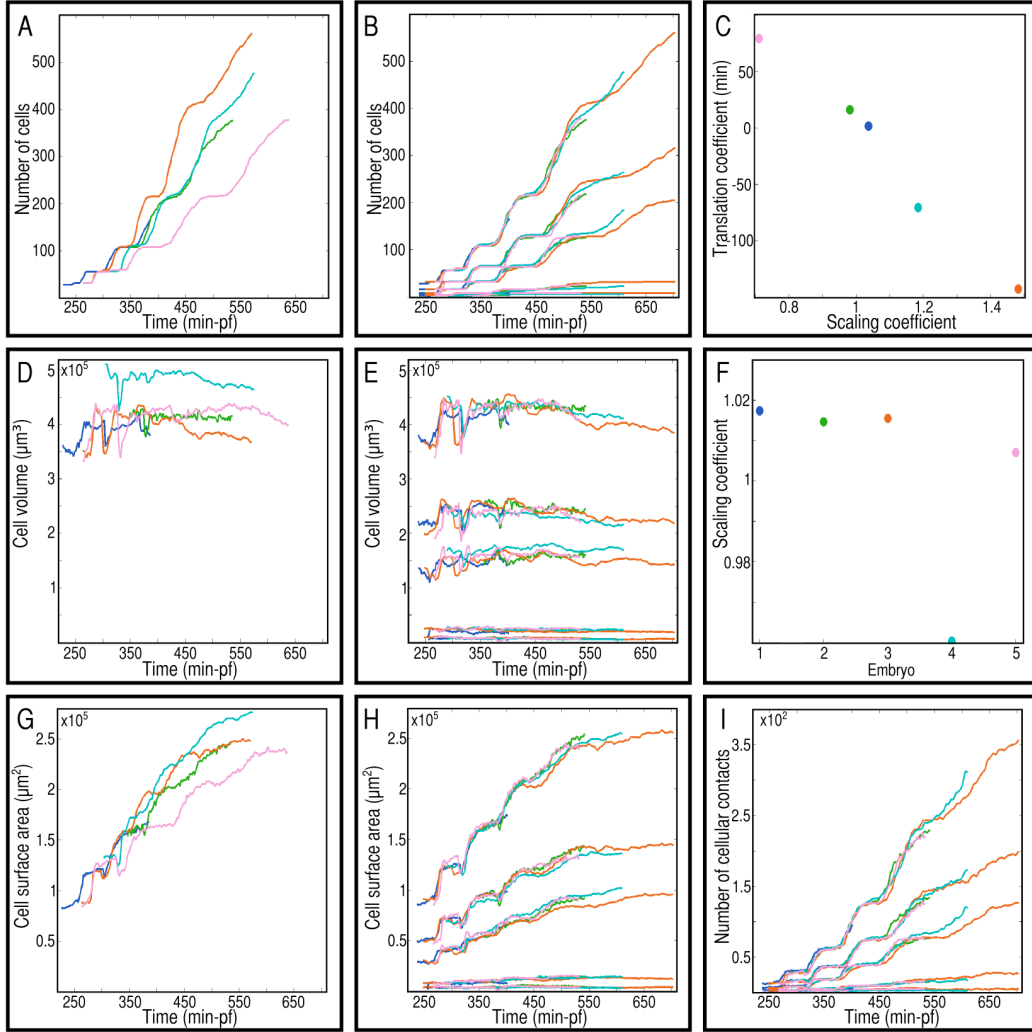 A
Number of cells
500
400
300
200
100
250 350 450 550 650
Time (min-pf)
B
Number of cells
500
400
300
200
100
250 350 450 550 650
Time (min-pf)
C
Translation coefficient (min)
50
0
-50
-100
0.8 1 1.2 1.4
Scaling coefficient
D
Cell volume (µm³)
5 x10⁵
4
3
2
1
250 350 450 550 650
Time (min-pf)
E
Cell volume (µm³)
5 x10⁵
4
3
2
1
250 350 450 550 650
Time (min-pf)
F
Scaling coefficient
1.02
1
0.98
1 2 3 4 5
Embryo
G
Cell surface area (µm²)
x10⁵
2.5
2
1.5
1
0.5
250 350 450 550 650
Time (min-pf)
H
Cell surface area (µm²)
x10⁵
2.5
2
1.5
1
0.5
250 350 450 550 650
Time (min-pf)
I
Number of cellular contacts
x10²
3.5
2.5
1.5
0.5
250 350 450 550 650
Time (min-pf)